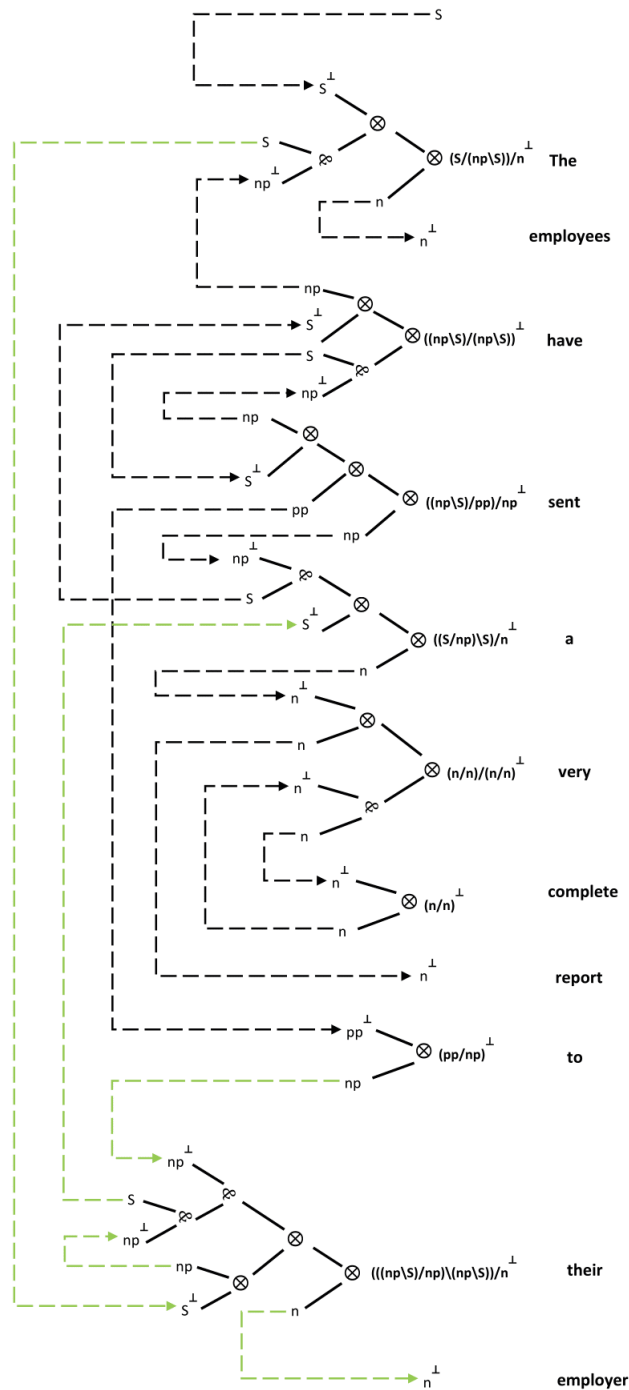 S
S⊥
⊗
S
⅋
⊗ (S/(np\S))/n⊥ The
np⊥
n
n⊥ employees
np
⊗
S⊥
⊗ ((np\S)/(np\S))⊥ have
S
⅋
np⊥
np
⊗
⊗
S⊥
⊗ ((np\S)/pp)/np⊥ sent
pp
np
np⊥
⅋
S
⊗
S⊥
⊗ ((S/np)\S)/n⊥ a
n
n⊥
⊗
n
⊗ (n/n)/(n/n)⊥ very
n⊥
⅋
n
n⊥
⊗ (n/n)⊥ complete
n
n⊥ report
pp⊥
⊗ (pp/np)⊥ to
np
np⊥
⅋
S
⅋
np⊥
⊗
np
⊗ (((np\S)/np)\(np\S))/n⊥ their
⊗
S⊥
n
n⊥ employer